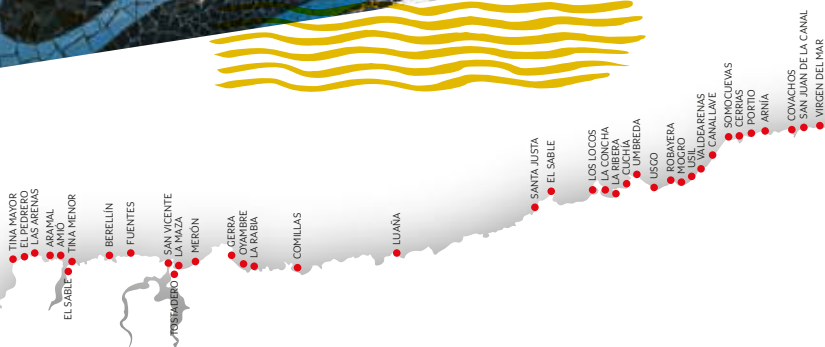 TINA MAYOR
EL PEDRERO
LAS ARENAS
ARAMAL
AMIO
EL SABLE
TINA MENOR
BERELLÍN
FUENTES
SAN VICENTE
TOSTADERO
LA MAZA
MERÓN
GERRA
OYAMBRE
LA RABIA
COMILLAS
LUAÑA
SANTA JUSTA
EL SABLE
LOS LOCOS
LA CONCHA
LA RIBERA
CUCHÍA
UMBREDA
USGO
ROBAYERA
MOGRO
USIL
VALDEARENAS
CANALLAVE
SOMOCUEVAS
CERRIAS
PORTIO
ARNÍA
COVACHOS
SAN JUAN DE LA CANAL
VIRGEN DEL MAR